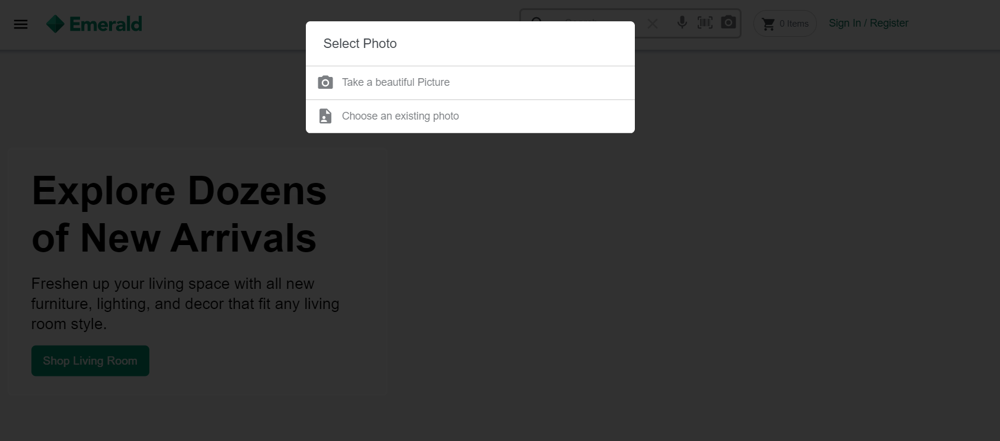 Emerald
Search
0 Items
Sign In / Register
Select Photo
Take a beautiful Picture
Choose an existing photo
Explore Dozens
of New Arrivals
Freshen up your living space with all new
furniture, lighting, and decor that fit any living
room style.
Shop Living Room